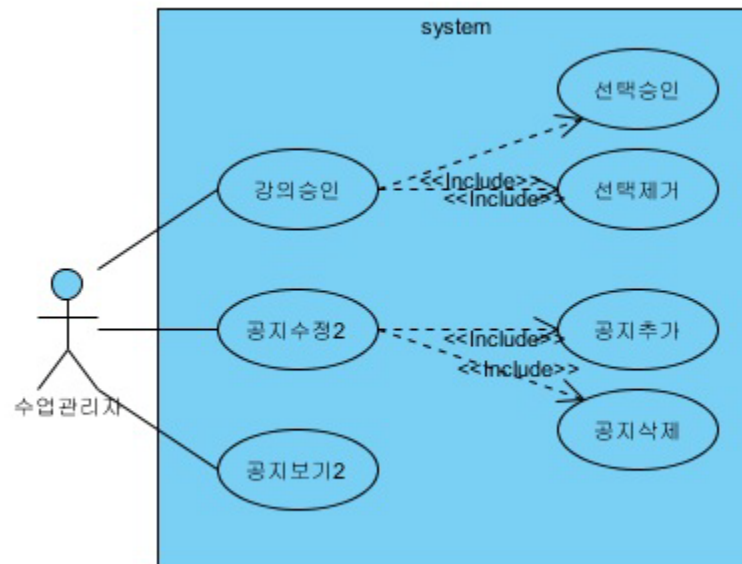 system
선택승인
강의승인
<<Include>>
<<Include>>
선택제거
공지수정2
<<Include>>
공지추가
<<Include>>
수업관리자
공지삭제
공지보기2